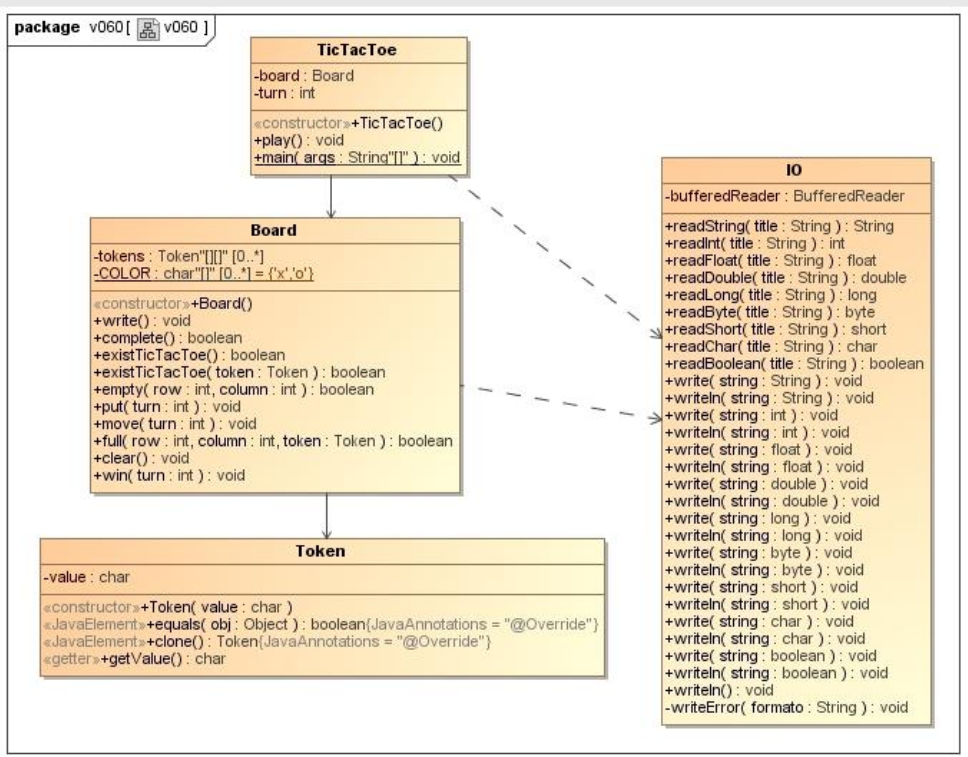 package v060[ v060 ]
TicTacToe
-board : Board
-turn : int
«constructor»+TicTacToe()
+play() : void
+main( args : String"[]" ) : void
Board
-tokens : Token"[][]" [0..*]
-COLOR : char"[]" [0..*] = {'x','o'}
«constructor»+Board()
+write() : void
+complete() : boolean
+existTicTacToe() : boolean
+existTicTacToe( token : Token ) : boolean
+empty( row : int, column : int ) : boolean
+put( turn : int ) : void
+move( turn : int ) : void
+full( row : int, column : int, token : Token ) : boolean
+clear() : void
+win( turn : int ) : void
Token
-value : char
«constructor»+Token( value : char )
«JavaElement»+equals( obj : Object ) : boolean{JavaAnnotations = "@Override"}
«JavaElement»+clone() : Token{JavaAnnotations = "@Override"}
«getter»+getValue() : char
IO
-bufferedReader : BufferedReader
+readString( title : String ) : String
+readInt( title : String ) : int
+readFloat( title : String ) : float
+readDouble( title : String ) : double
+readLong( title : String ) : long
+readByte( title : String ) : byte
+readShort( title : String ) : short
+readChar( title : String ) : char
+readBoolean( title : String ) : boolean
+write( string : String ) : void
+writeln( string : String ) : void
+write( string : int ) : void
+writeln( string : int ) : void
+write( string : float ) : void
+writeln( string : float ) : void
+write( string : double ) : void
+writeln( string : double ) : void
+write( string : long ) : void
+writeln( string : long ) : void
+write( string : byte ) : void
+writeln( string : byte ) : void
+write( string : short ) : void
+writeln( string : short ) : void
+write( string : char ) : void
+writeln( string : char ) : void
+write( string : boolean ) : void
+writeln( string : boolean ) : void
+writeln() : void
-writeError( formato : String ) : void